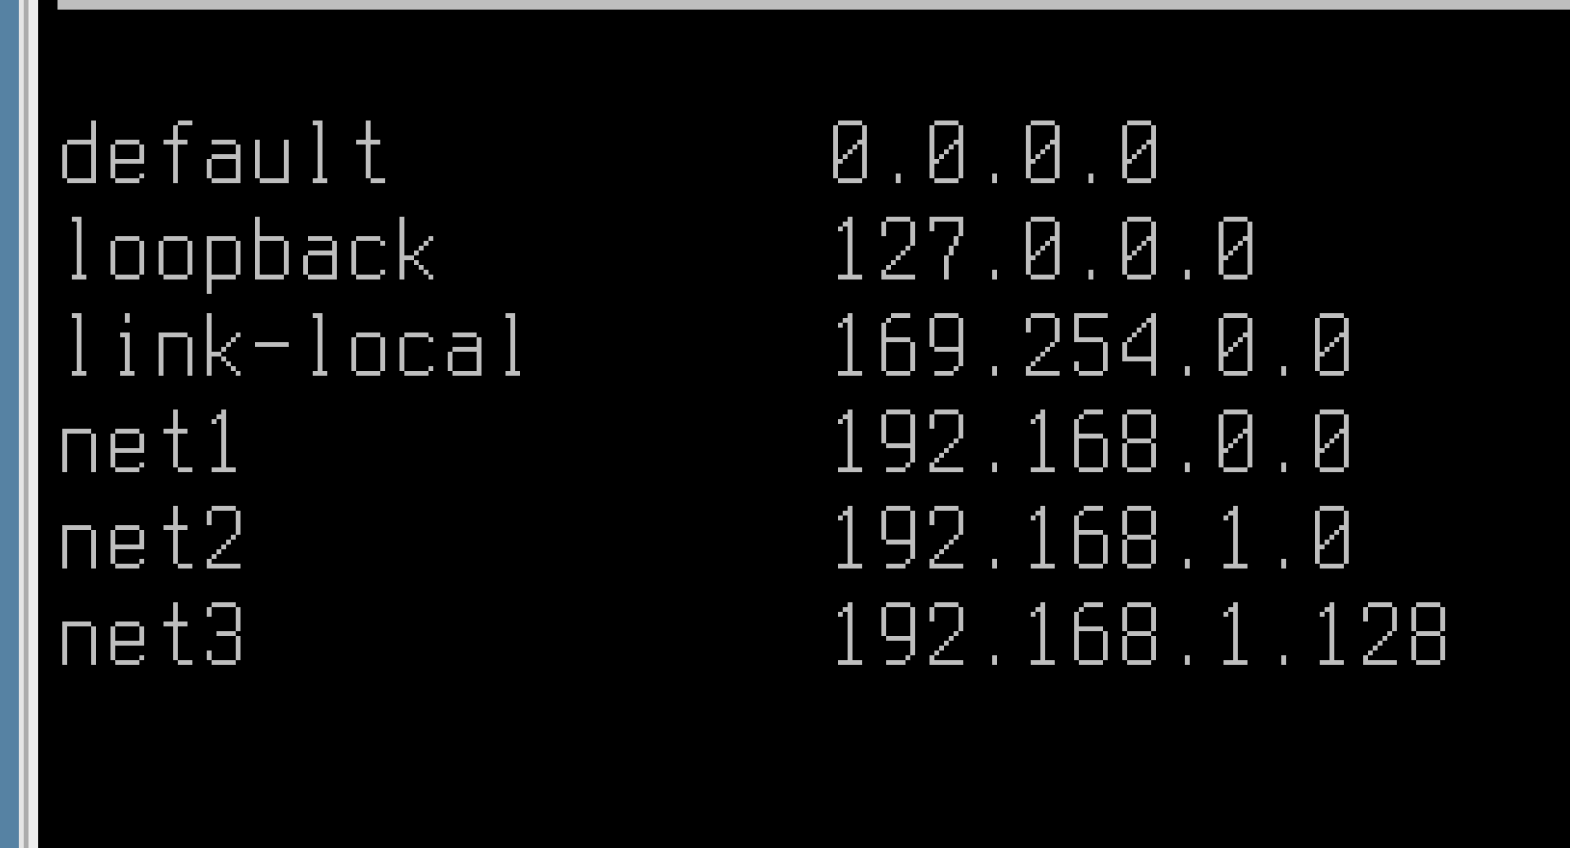 default 0.0.0.0
loopback 127.0.0.0
link-local 169.254.0.0
net1 192.168.0.0
net2 192.168.1.0
net3 192.168.1.128